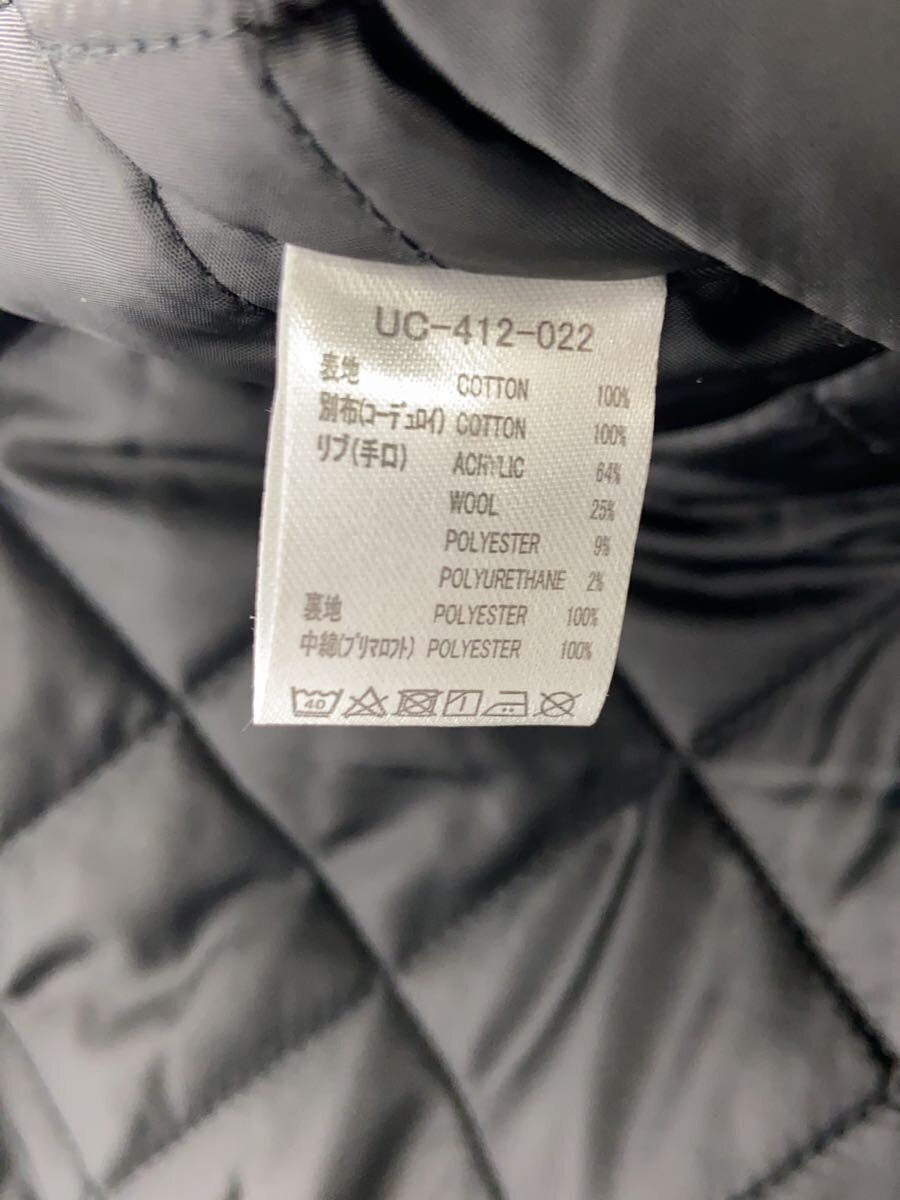 UC-412-022
表地 COTTON 100%
別布(コーデュロイ) COTTON 100%
リブ(手口) ACRYLIC 64%
WOOL 25%
POLYESTER 9%
POLYURETHANE 2%
裏地 POLYESTER 100%
中綿(プリマロフト) POLYESTER 100%
40